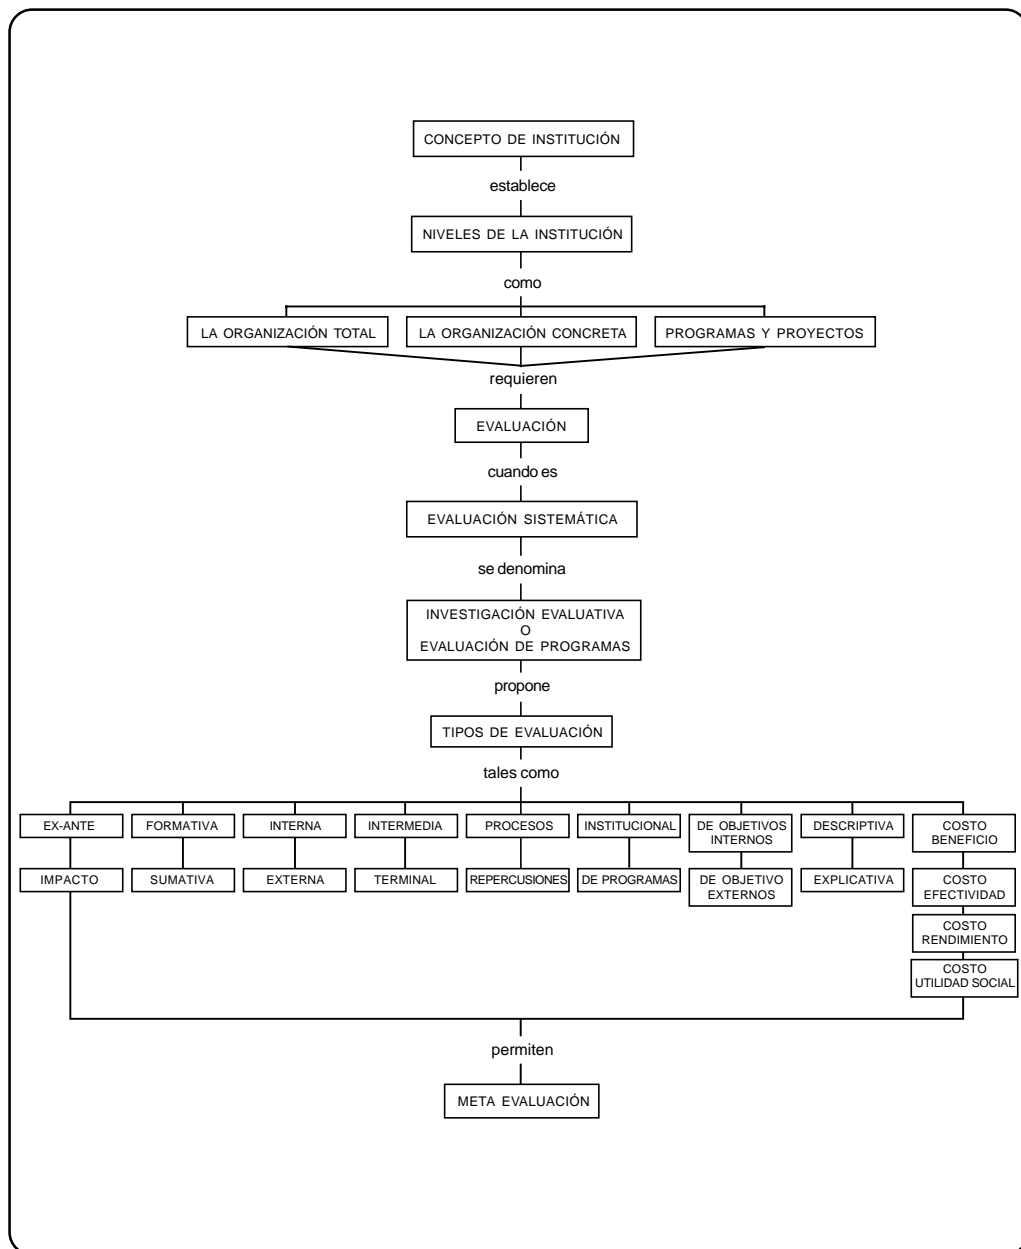 CONCEPTO DE INSTITUCIÓN
establece
NIVELES DE LA INSTITUCIÓN
como
LA ORGANIZACIÓN TOTAL
LA ORGANIZACIÓN CONCRETA
PROGRAMAS Y PROYECTOS
requieren
EVALUACIÓN
cuando es
EVALUACIÓN SISTEMÁTICA
se denomina
INVESTIGACIÓN EVALUATIVA
O
EVALUACIÓN DE PROGRAMAS
propone
TIPOS DE EVALUACIÓN
tales como
EX-ANTE
FORMATIVA
INTERNA
INTERMEDIA
PROCESOS
INSTITUCIONAL
DE OBJETIVOS
INTERNOS
DESCRIPTIVA
COSTO
BENEFICIO
IMPACTO
SUMATIVA
EXTERNA
TERMINAL
REPERCUSIONES
DE PROGRAMAS
DE OBJETIVO
EXTERNOS
EXPLICATIVA
COSTO
EFECTIVIDAD
COSTO
RENDIMIENTO
COSTO
UTILIDAD SOCIAL
permiten
META EVALUACIÓN